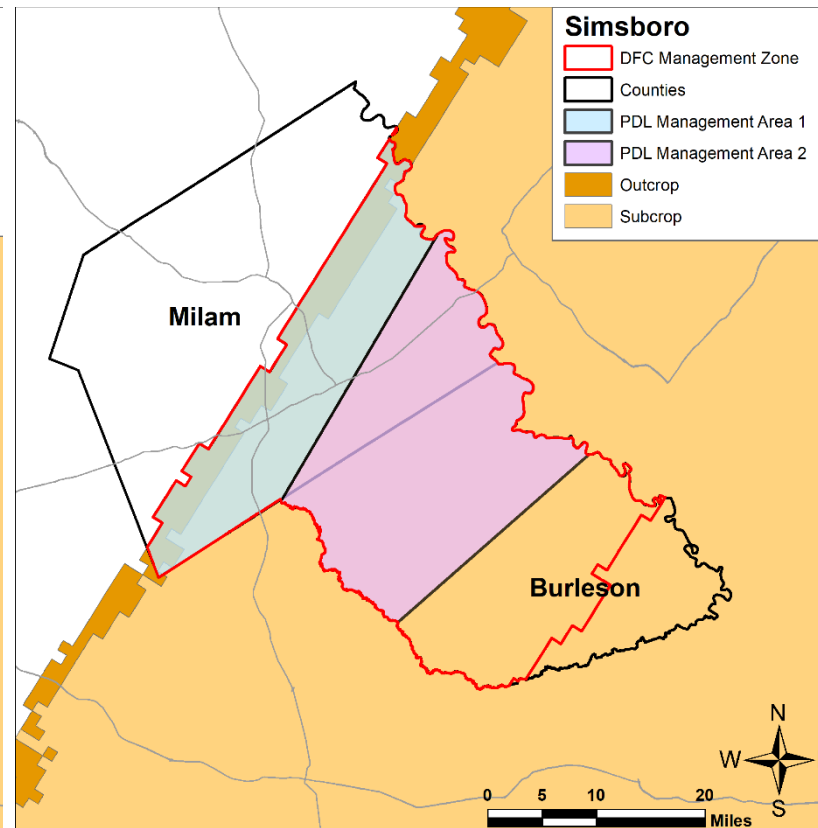 Simsboro
DFC Management Zone
Counties
PDL Management Area 1
PDL Management Area 2
Outcrop
Subcrop
Milam
Burleson
N
W E
S
0 5 10 20
Miles